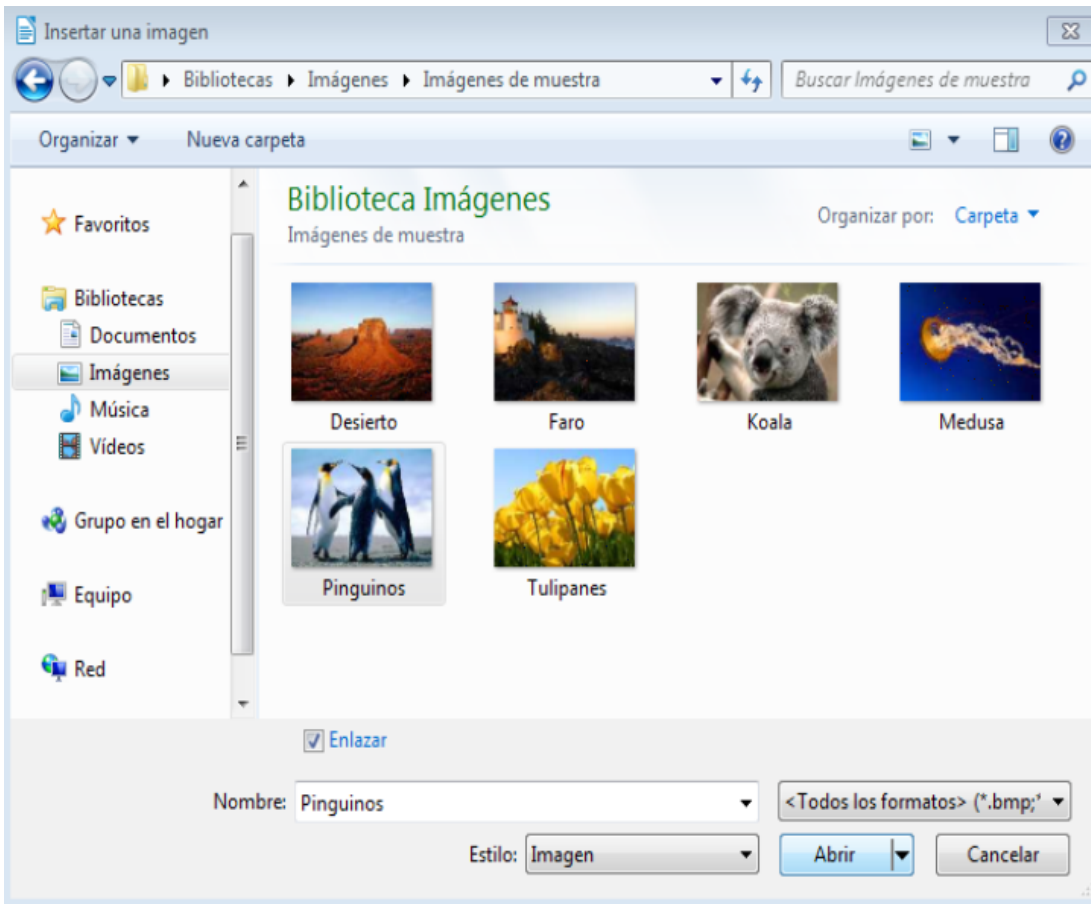 Insertar una imagen
Bibliotecas Imágenes Imágenes de muestra
Buscar Imágenes de muestra
Organizar Nueva carpeta
Favoritos
Bibliotecas
Documentos
Imágenes
Música
Vídeos
Grupo en el hogar
Equipo
Red
Biblioteca Imágenes
Imágenes de muestra
Organizar por: Carpeta
Desierto Faro Koala Medusa
Pinguinos Tulipanes
Enlazar
Nombre: Pinguinos
<Todos los formatos> (*.bmp;*
Estilo: Imagen
Abrir Cancelar